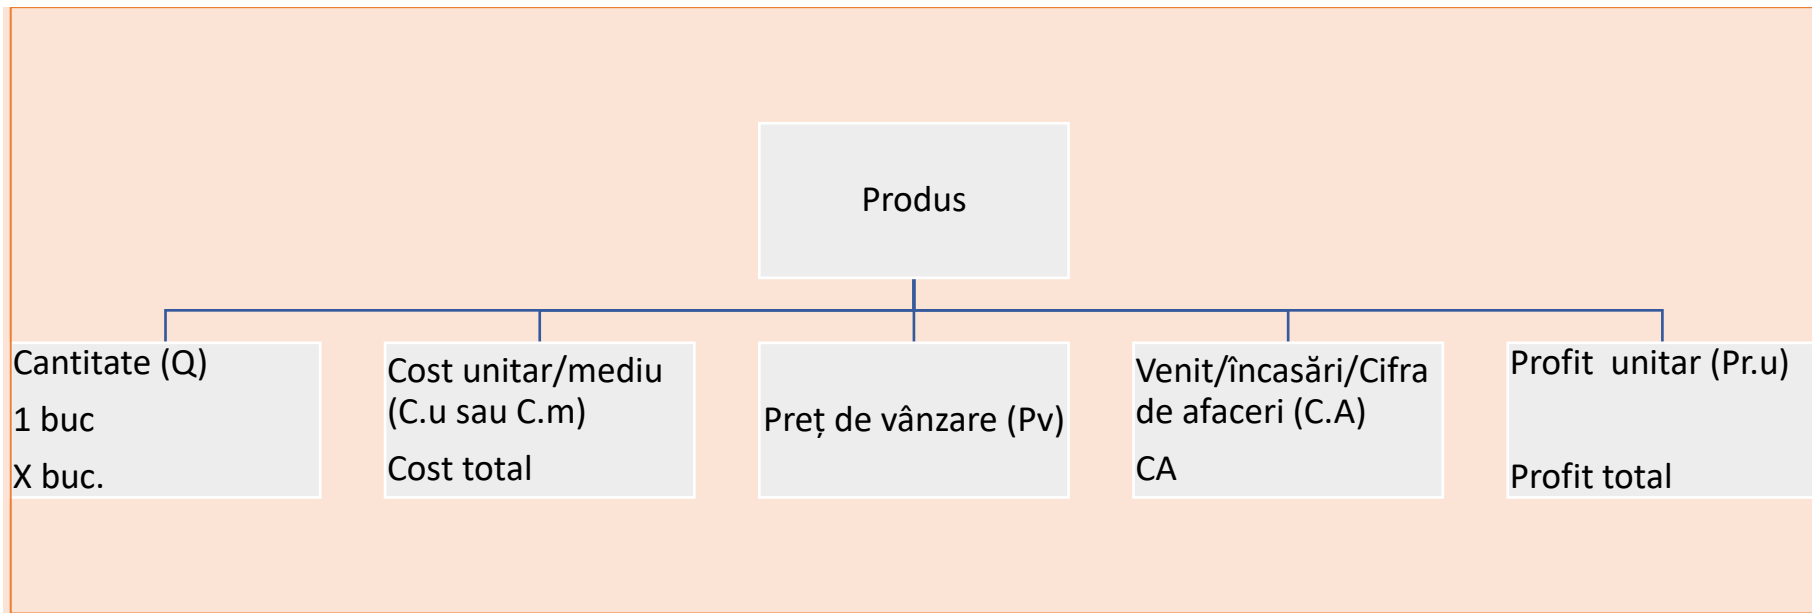 Produs
Cantitate (Q)
1 buc
X buc.
Cost unitar/mediu
(C.u sau C.m)
Cost total
Preț de vânzare (Pv)
Venit/încasări/Cifra
de afaceri (C.A)
CA
Profit  unitar (Pr.u)
Profit total